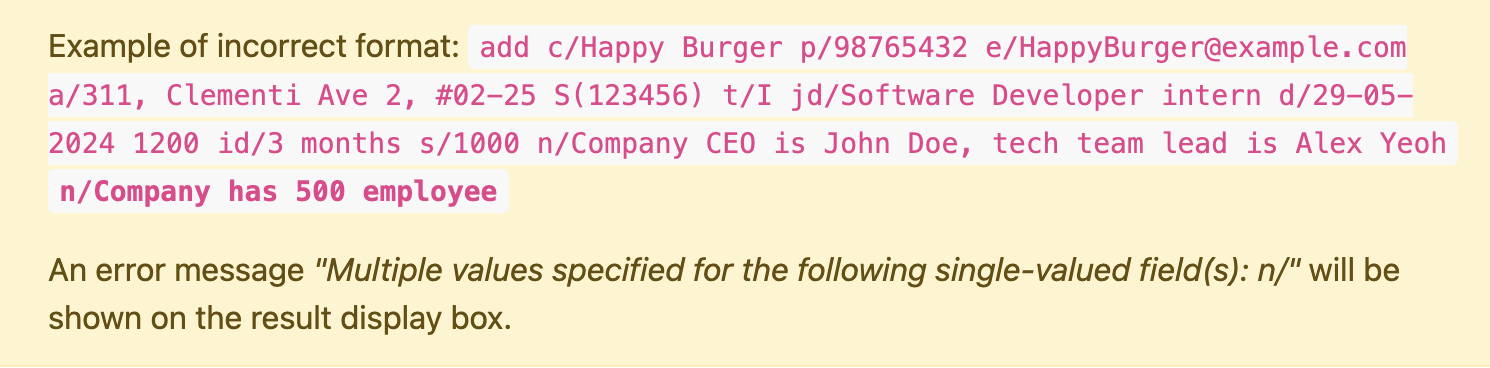 Example of incorrect format: add c/Happy Burger p/98765432 e/HappyBurger@example.com
a/311, Clementi Ave 2, #02-25 S(123456) t/I jd/Software Developer intern d/29-05-
2024 1200 id/3 months s/1000 n/Company CEO is John Doe, tech team lead is Alex Yeoh
n/Company has 500 employee
An error message "Multiple values specified for the following single-valued field(s): n/" will be
shown on the result display box.